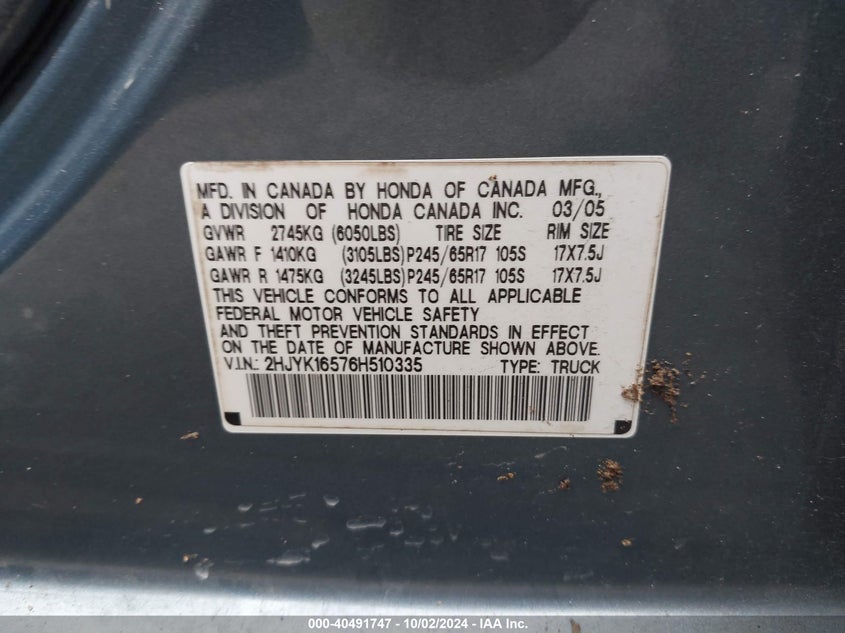 MFD. IN CANADA BY HONDA OF CANADA MFG.,
A DIVISION OF HONDA CANADA INC. 03/05
GVWR 2745KG (6050LBS) TIRE SIZE RIM SIZE
GAWR F 1410KG (3105LBS) P245/65R17 105S 17X7.5J
GAWR R 1475KG (3245LBS) P245/65R17 105S 17X7.5J
THIS VEHICLE CONFORMS TO ALL APPLICABLE
FEDERAL MOTOR VEHICLE SAFETY
AND THEFT PREVENTION STANDARDS IN EFFECT
ON THE DATE OF MANUFACTURE SHOWN ABOVE.
V.I.N.: 2HJYK16576H510335 TYPE: TRUCK
000-40491747 - 10/02/2024 - IAA Inc.